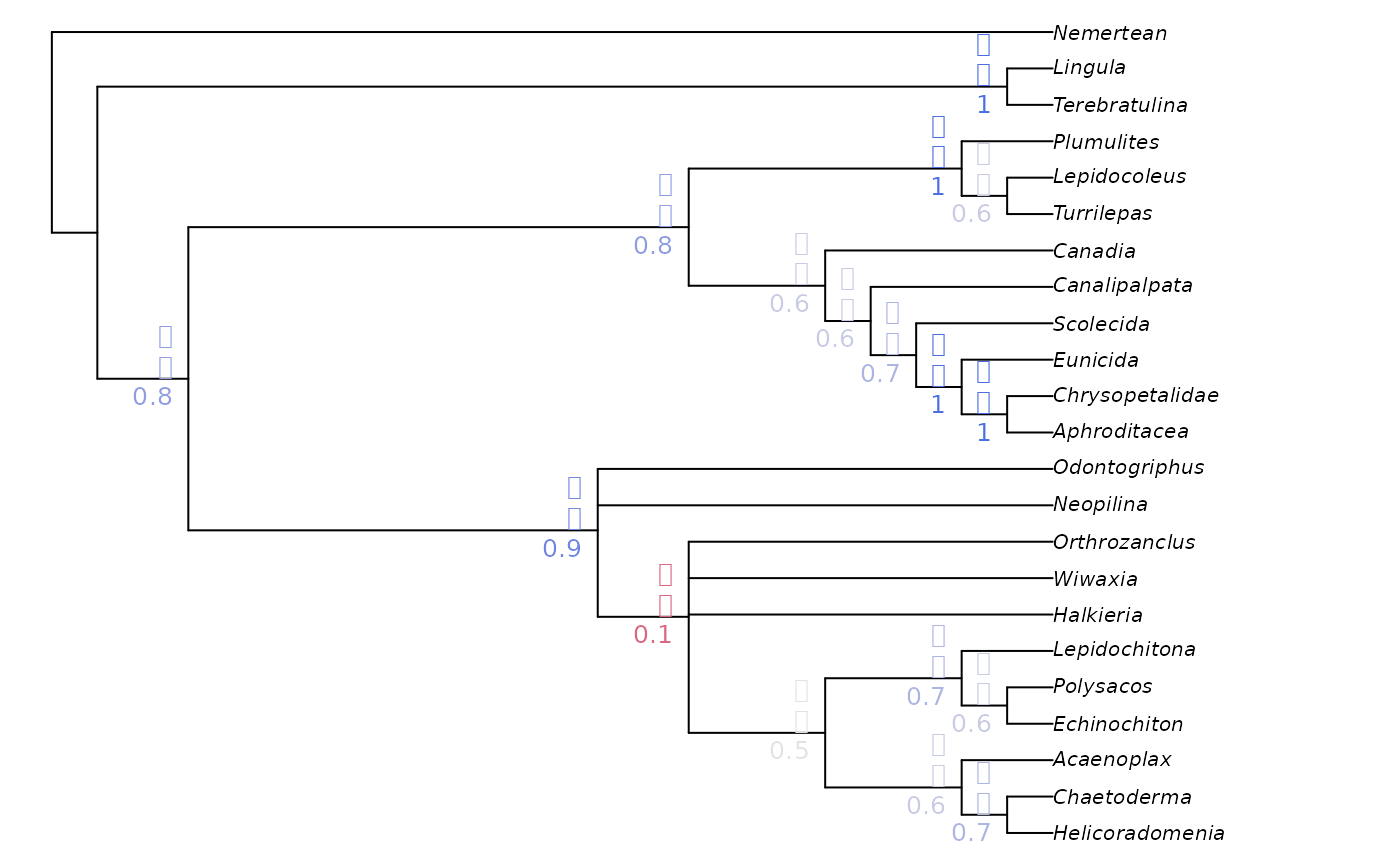 Nemertean
Lingula
1
Terebratulina
Plumulites
Lepidocoleus
1
0.6
Turrilepas
0.8
Canadia
Canalipalpata
0.6
Scolecida
0.6
Eunicida
0.7
0.8
Chrysopetalidae
1
Aphroditacea
1
Odontogriphus
Neopilina
Orthrozanclus
0.9
Wiwaxia
Halkieria
0.1
Lepidochitona
Polysacos
0.7
Echinochiton
0.6
0.5
Acaenoplax
Chaetoderma
0.6
Helicoradomenia
0.7